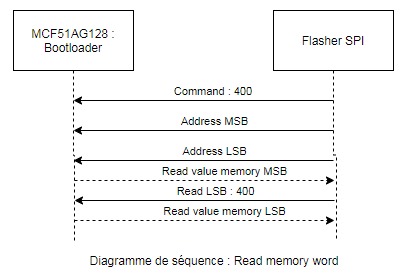 MCF51AG128 :
Bootloader
Flasher SPI
Command : 400
Address MSB
Address LSB
Read value memory MSB
Read LSB : 400
Read value memory LSB
Diagramme de séquence : Read memory word